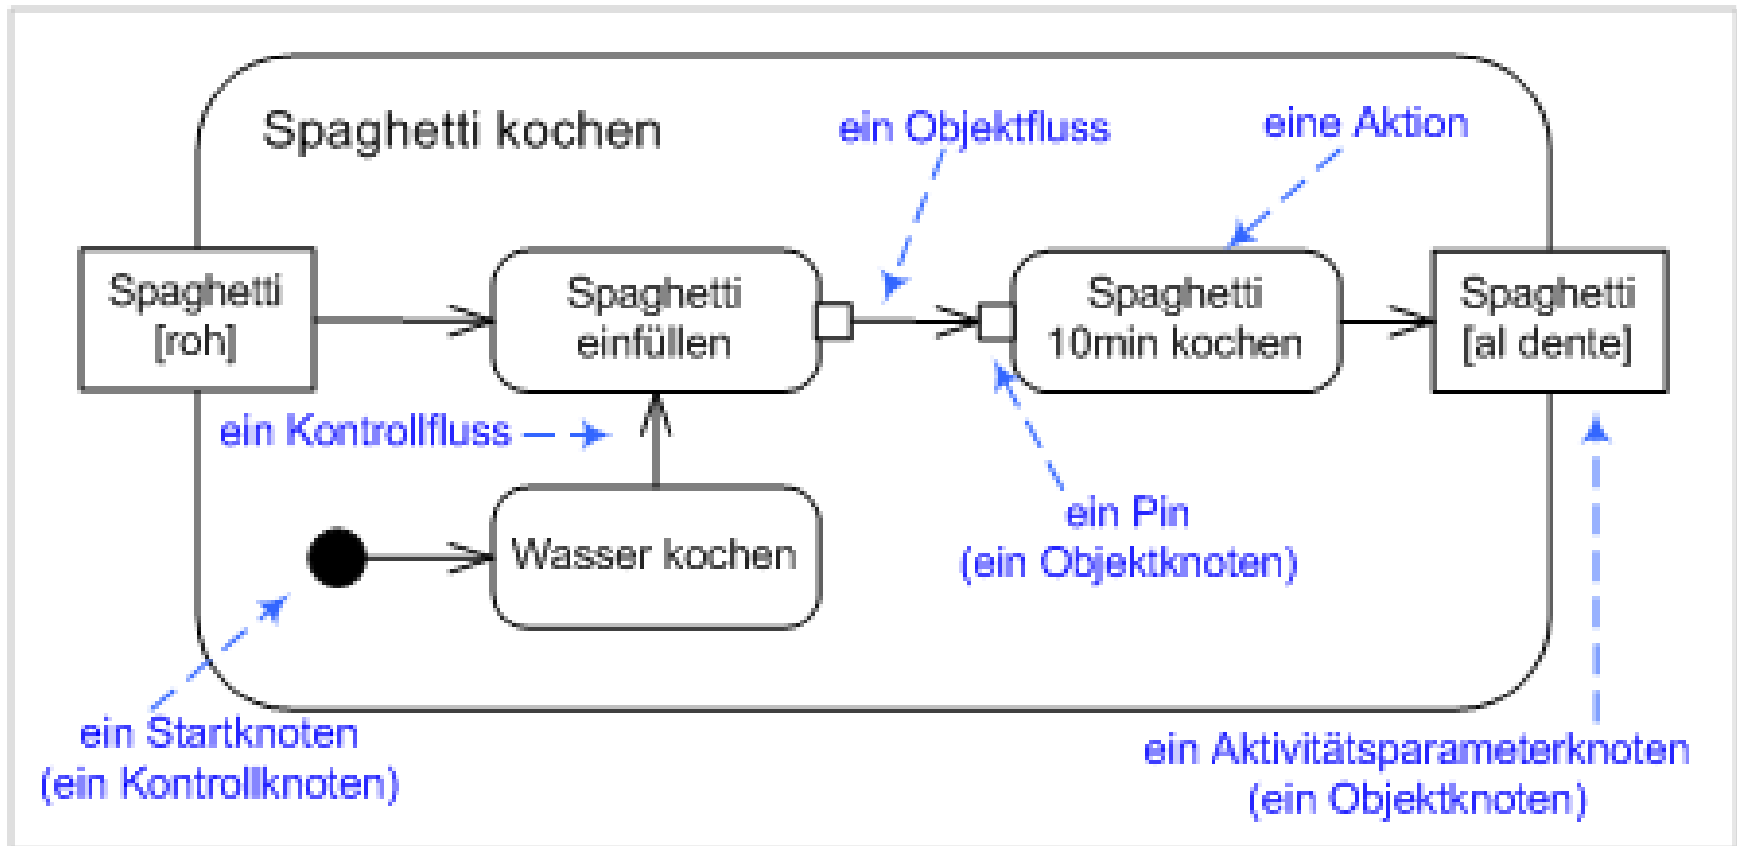 Spaghetti kochen
ein Objektfluss
eine Aktion
Spaghetti
[roh]
Spaghetti
einfüllen
Spaghetti
10min kochen
Spaghetti
[al dente]
ein Kontrollfluss
ein Pin
(ein Objektknoten)
Wasser kochen
ein Startknoten
(ein Kontrollknoten)
ein Aktivitätsparameterknoten
(ein Objektknoten)